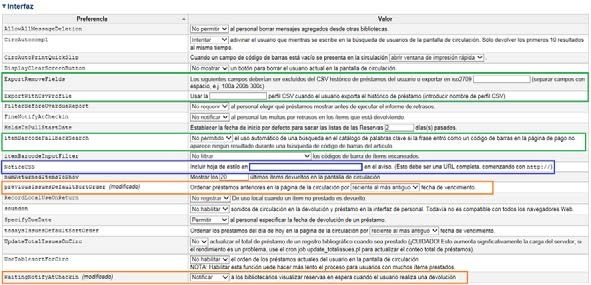 Interfaz
Preferencia Valor
AllowAllMessageDeletion No permitir al personal borrar mensajes agregados desde otras bibliotecas.
CircAutocompl Intentar adivinar el usuario que mientras se escribe en la búsqueda de usuarios de la pantalla de circulación. Solo devolver los primeros 10 resultados
al mismo tiempo.
CircAutoPrintQuickSlip Cuando un campo de código de barras está vacío se presenta en la circulación abrir ventana de impresión rápida .
DisplayClearScreenButton No mostrar un botón para borrar el usuario actual en la pantalla de circulación.
ExportRemoveFields Los siguientes campos deberían ser excluidos del CSV histórico de préstamos del usuario o exportar en iso2709 (separar campos con
espacio, e.j. 100a 200b 300c)
ExportWithCsvProfile Usar la perfil CSV cuando el usuario exporta el histórico de préstamo (introducir nombre de perfil CSV)
FilterBeforeOverdueReport No requerir al personal elegir qué préstamos mostrar antes de ejecutar el informe de retrasos.
FineNotifyAtCheckin No notificar al personal las multas por retrasos en los ítems que está devolviendo
HoldsToPullStartDate Establecer la fecha de inicio por defecto para sacar las listas de las Reservas 2 días(s) pasados.
itemBarcodeFallbackSearch No permitido el uso automático de una búsqueda en el catálogo de palabras clave si la frase entró como un código de barras en la página de pago no
aparece ningún resultado durante una búsqueda de código de barras del artículo.
itemBarcodeInputFilter No filtrar los códigos de barra de ítems escaneados.
NoticeCSS Incluir hoja de estilo en en el aviso. (Esto debe ser una URL completa, comenzando con http://)
numReturnedItemsToShow Mostrar los 20 últimos ítems devueltos en la pantalla de circulación
previousIssuesDefaultSortOrder (modificado) Ordenar préstamos anteriores en la página de la circulación por reciente al más antiguo fecha de vencimiento.
RecordLocalUseOnReturn No registrar De uso local cuando un ítem no prestado es devuelto.
soundon No habilitar sonidos de circulación en la devolución y préstamo en la interfaz de personal. Todavía no es compatible con todos los navegadores Web.
SpecifyDueDate Permitir al personal especificar la fecha de devolución de un préstamo.
todaysIssuesDefaultSortOrder Ordenar los préstamos del día de hoy en la página de la circulación por reciente al más antiguo fecha de vencimiento.
UpdateTotalIssuesOnCirc No actualizar al total de préstamo de un registro bibliográfico cuando sea prestado (¡CUIDADO! Esto aumenta significativamente la carga del servidor, si
el rendimiento es un problema, use el cron job update_totalissues.pl para actualizar el conteo total de préstamos).
UseTablesortForCirc No habilitar el orden de los préstamos actuales del usuario en la pantalla de circulación
NOTA: Habilitar esta función uede hacer más lento el proceso para usuarios con muchos ítems prestados.
WaitingNotifyAtCheckin (modificado) Notificar a los bibliotecarios visualizar reservas en espera cuando el usuario realiza una devolución